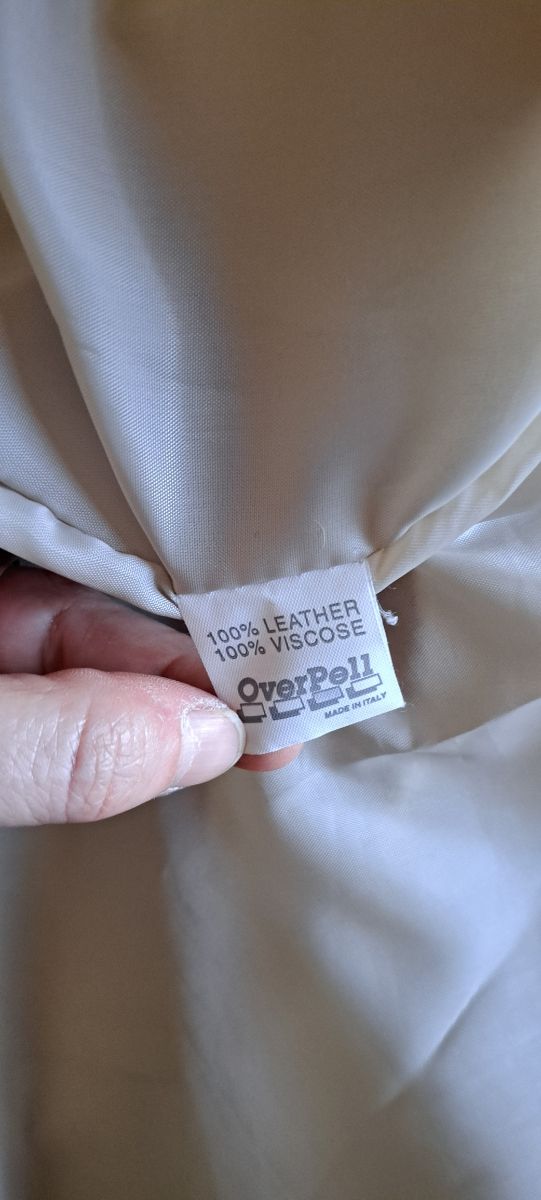 100% LEATHER
100% VISCOSE
OverPell
MADE IN ITALY